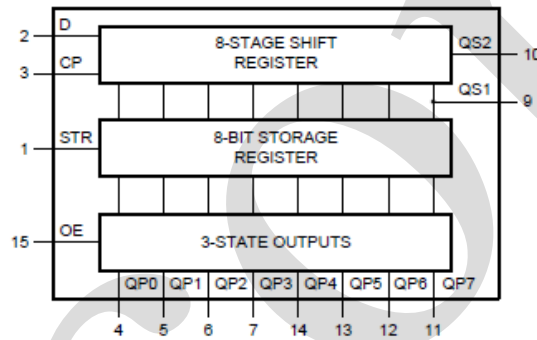 D
2
8-STAGE SHIFT
REGISTER
QS2
10
CP
3
QS1
9
STR
1
8-BIT STORAGE
REGISTER
OE
15
3-STATE OUTPUTS
QP0 QP1 QP2 QP3 QP4 QP5 QP6 QP7
4 5 6 7 14 13 12 11